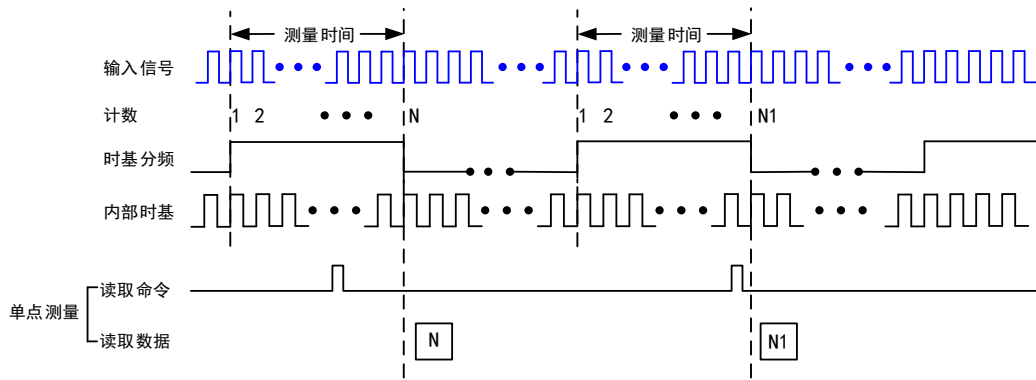 测量时间 测量时间
输入信号
计数 1 2 N 1 2 N1
时基分频
内部时基
读取命令
单点测量
读取数据 N N1